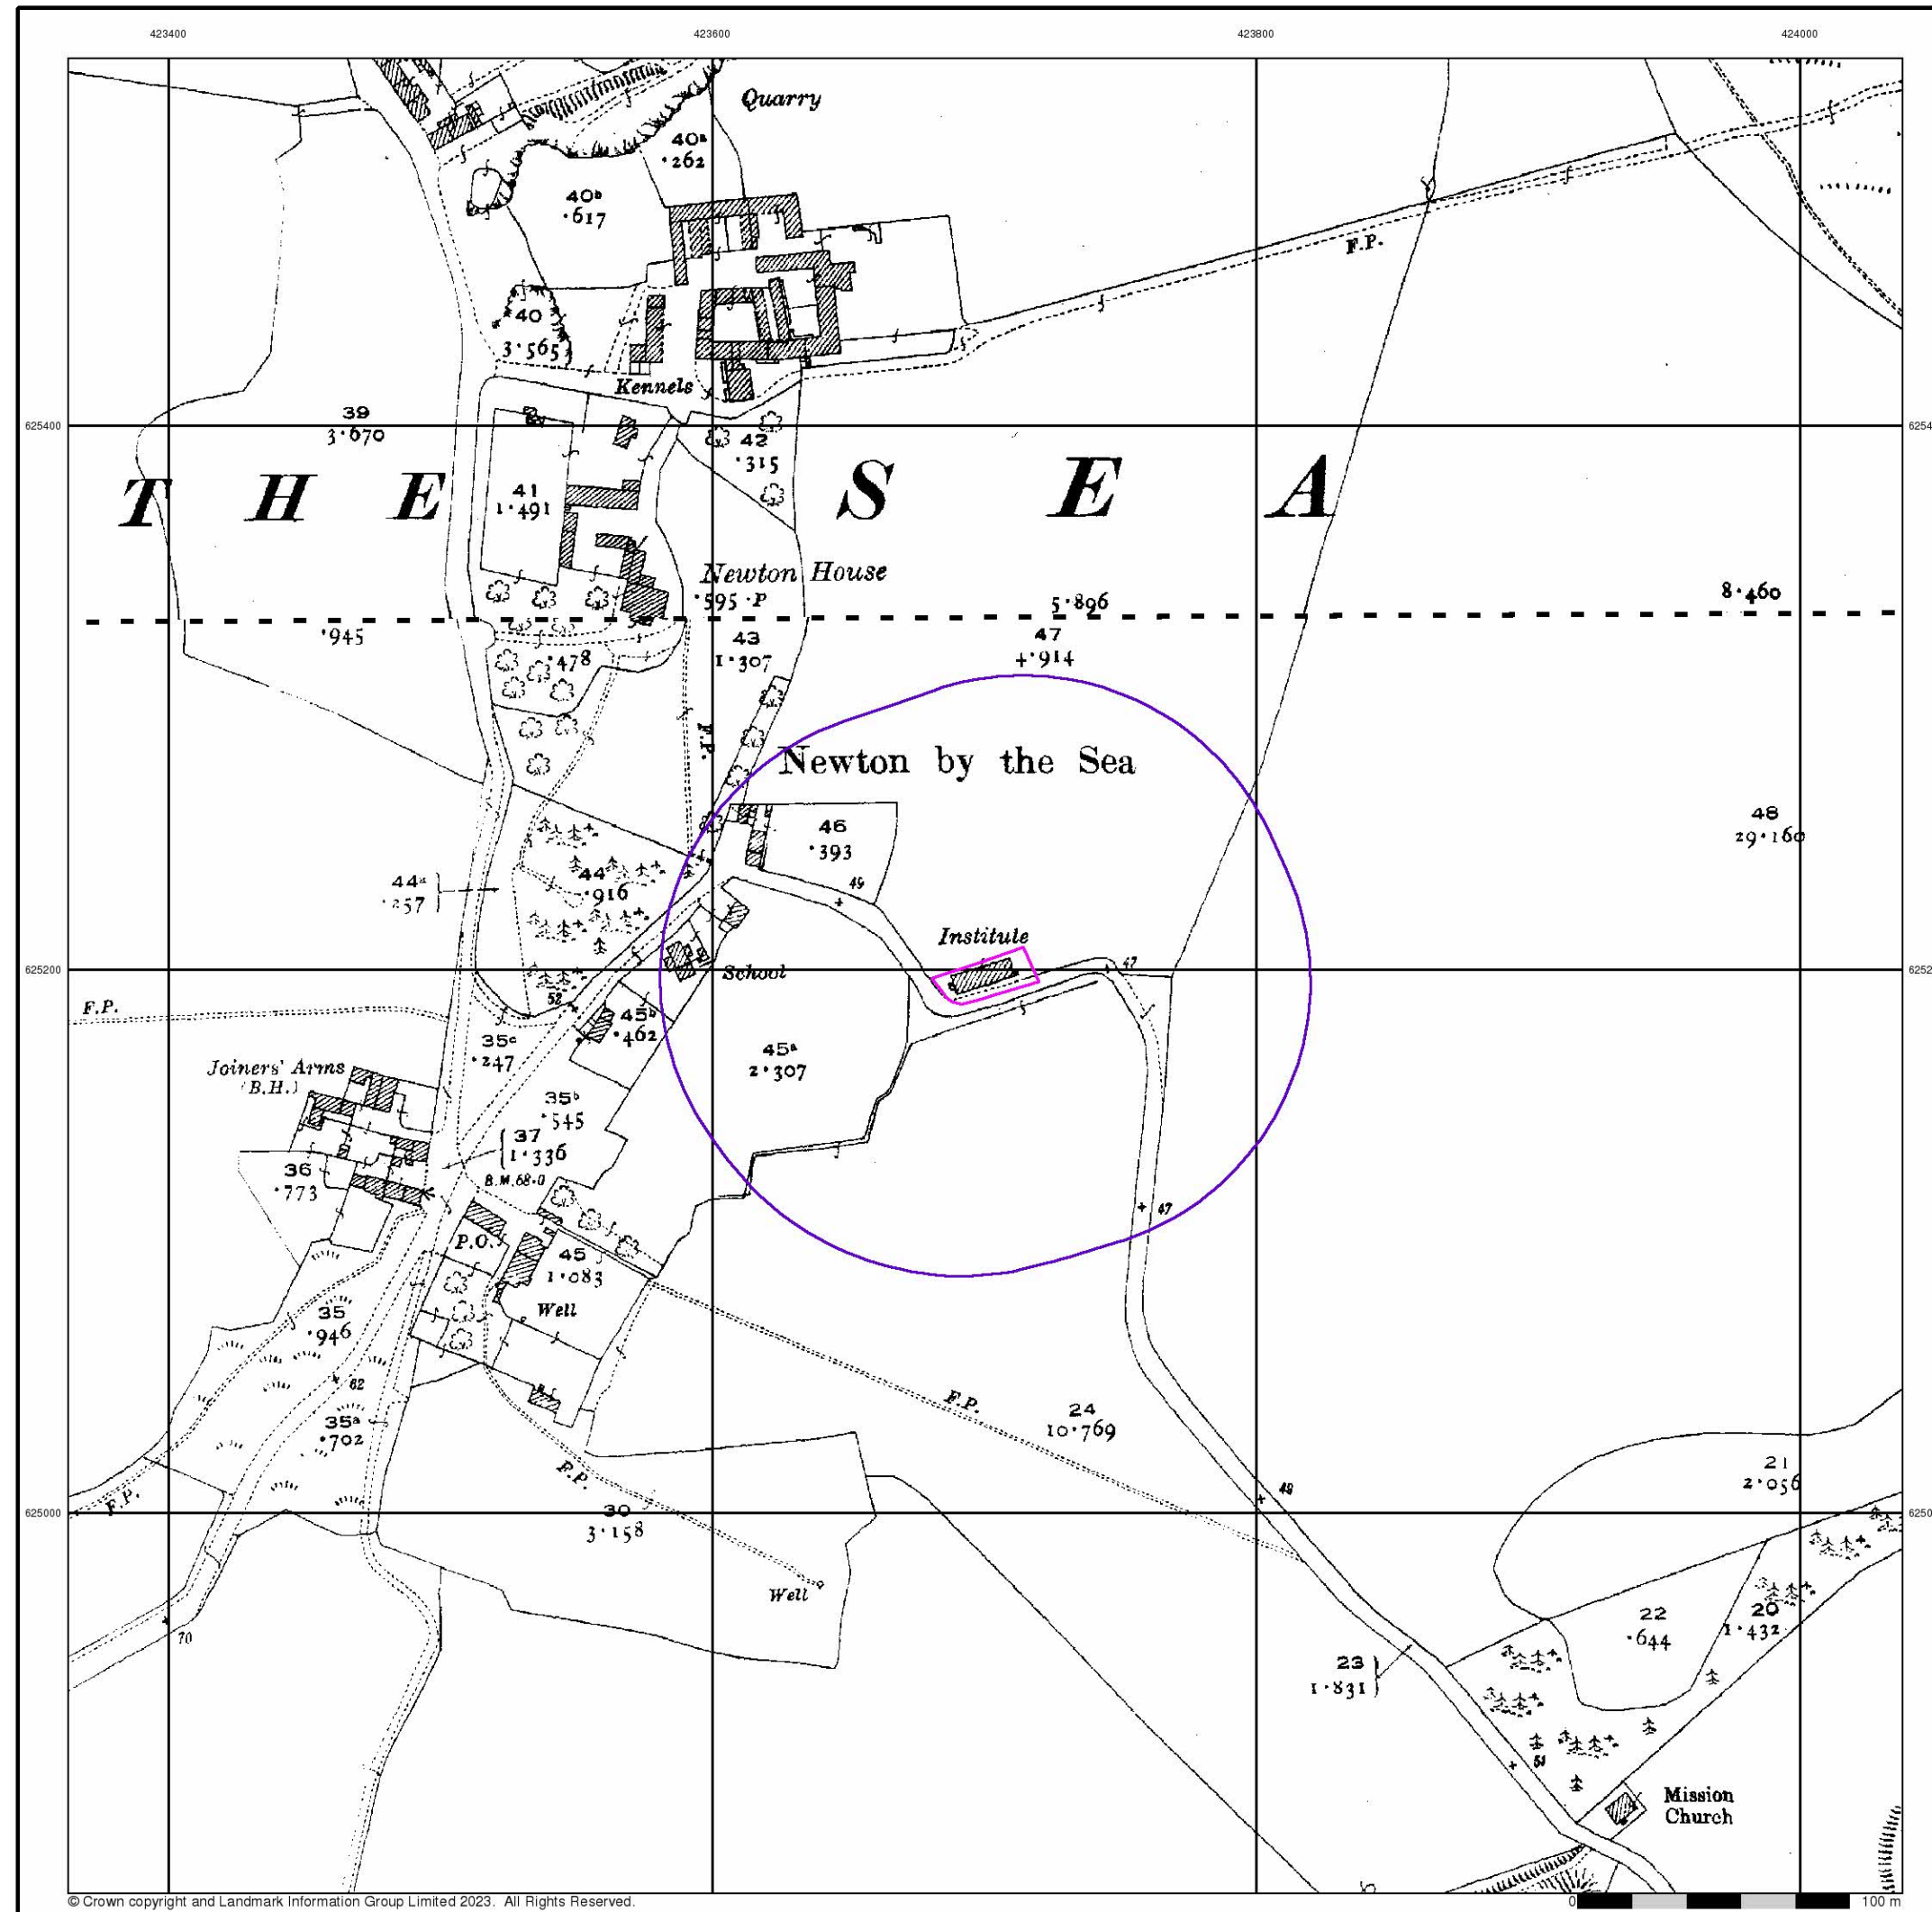 423400
423600
423800
424000
Quarry
40a
·262
40b
·617
F.P.
40
3·565
Kennels
625400
39
3·670
42
·315
T H E S E A
41
1·491
Newton House
·595·P
5·896
8·460
·945
·478
43
1·307
47
4·914
F.P.
Newton by the Sea
46
·393
48
29·160
44
·916
44a
·257
49
Institute
625200
School
47
52
F.P.
45b
·462
35c
·247
45a
2·307
Joiners' Arms
(B.H.)
35b
·545
37
1·336
B.M. 68·0
36
·773
47
P.O.
45
1·083
Well
35
·946
62
35a
·702
F.P.
24
10·769
F.P.
F.P.
21
2·056
48
625000
30
3·158
Well
22
·644
20
1·432
70
23
1·831
51
Mission
Church
© Crown copyright and Landmark Information Group Limited 2023. All Rights Reserved.
0
100 m